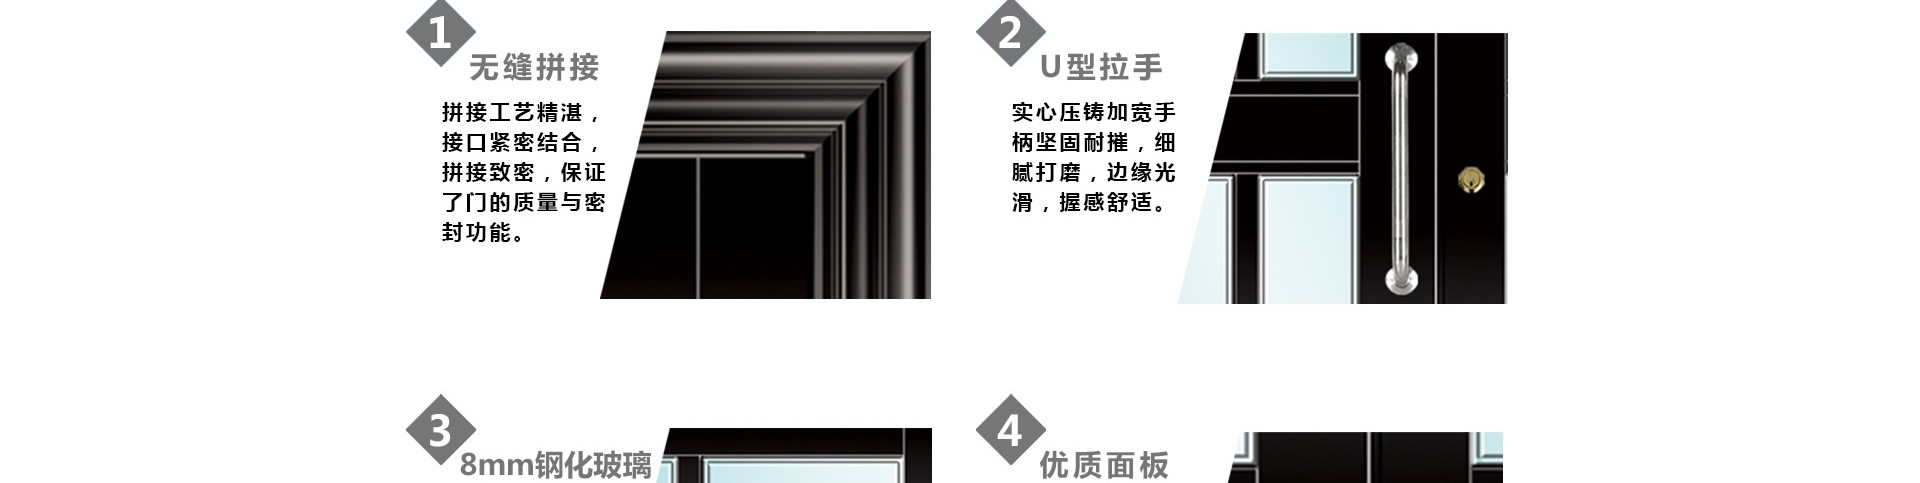 1
无缝拼接
拼接工艺精湛，
接口紧密结合，
拼接致密，保证
了门的质量与密
封功能。
2
U型拉手
实心压铸加宽手
柄坚固耐摧，细
腻打磨，边缘光
滑，握感舒适。
3
8mm钢化玻璃
4
优质面板